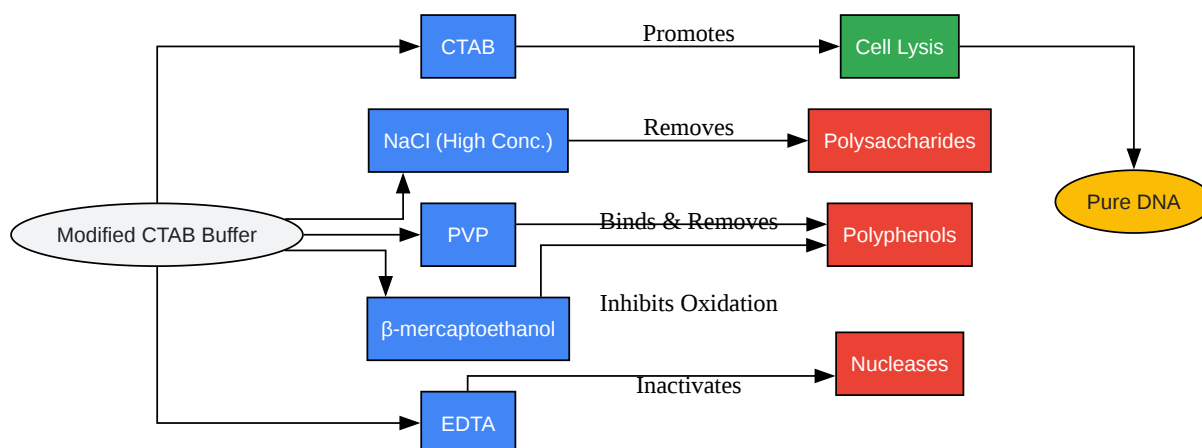 CTAB
Promotes
Cell Lysis
NaCl (High Conc.)
Removes
Polysaccharides
Pure DNA
Modified CTAB Buffer
PVP
Binds & Removes
Polyphenols
β-mercaptoethanol
Inhibits Oxidation
Nucleases
Inactivates
EDTA